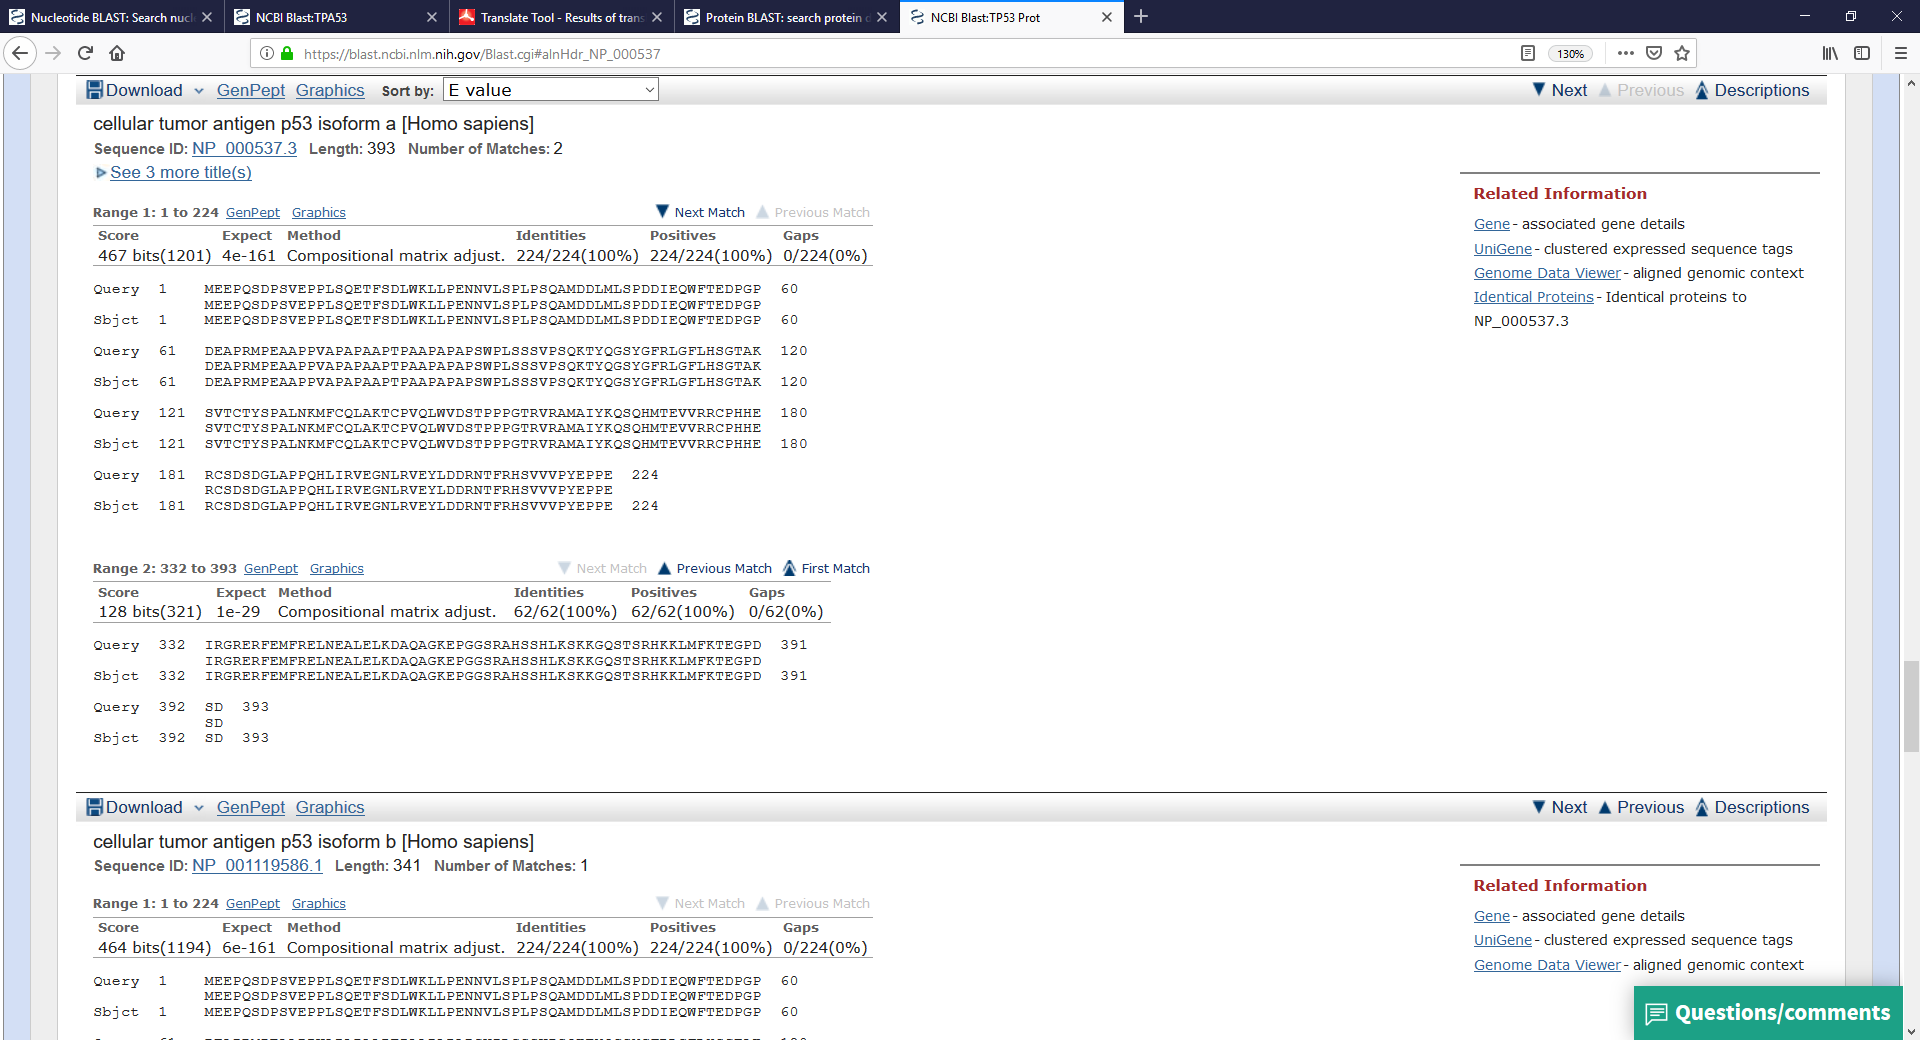 Nucleotide BLAST: Search nucl
NCBI Blast:TPA53
Translate Tool - Results of trans
Protein BLAST: search protein d
NCBI Blast:TP53 Prot
https://blast.ncbi.nlm.nih.gov/Blast.cgi#alnHdr_NP_000537
130%
Download GenPept Graphics Sort by: E value Next Previous Descriptions
cellular tumor antigen p53 isoform a [Homo sapiens]
Sequence ID: NP_000537.3 Length: 393 Number of Matches: 2
See 3 more title(s)
Related Information
Gene - associated gene details
UniGene - clustered expressed sequence tags
Genome Data Viewer - aligned genomic context
Identical Proteins - Identical proteins to
NP_000537.3
Range 1: 1 to 224 GenPept Graphics Next Match Previous Match
Score Expect Method Identities Positives Gaps
467 bits(1201) 4e-161 Compositional matrix adjust. 224/224(100%) 224/224(100%) 0/224(0%)
Query 1 MEEPQSDPSVEPPLSQETFSDLWKLLPENNVLSPLPSQAMDDLMLSPDDIEQWFTEDPGP 60
MEEPQSDPSVEPPLSQETFSDLWKLLPENNVLSPLPSQAMDDLMLSPDDIEQWFTEDPGP
Sbjct 1 MEEPQSDPSVEPPLSQETFSDLWKLLPENNVLSPLPSQAMDDLMLSPDDIEQWFTEDPGP 60
Query 61 DEAPRMPEAAPPVAPAPAAPTPAAPAPAPSWPLSSSVPSQKTYQGSYGFRLGFLHSGTAK 120
DEAPRMPEAAPPVAPAPAAPTPAAPAPAPSWPLSSSVPSQKTYQGSYGFRLGFLHSGTAK
Sbjct 61 DEAPRMPEAAPPVAPAPAAPTPAAPAPAPSWPLSSSVPSQKTYQGSYGFRLGFLHSGTAK 120
Query 121 SVTCTYSPALNKMFCQLAKTCPVQLWVDSTPPPGTRVRAMAIYKQSQHMTEVVRRCPHHE 180
SVTCTYSPALNKMFCQLAKTCPVQLWVDSTPPPGTRVRAMAIYKQSQHMTEVVRRCPHHE
Sbjct 121 SVTCTYSPALNKMFCQLAKTCPVQLWVDSTPPPGTRVRAMAIYKQSQHMTEVVRRCPHHE 180
Query 181 RCSDSDGLAPPQHLIRVEGNLRVEYLDDRNTFRHSVVVPYEPPE 224
RCSDSDGLAPPQHLIRVEGNLRVEYLDDRNTFRHSVVVPYEPPE
Sbjct 181 RCSDSDGLAPPQHLIRVEGNLRVEYLDDRNTFRHSVVVPYEPPE 224
Range 2: 332 to 393 GenPept Graphics Next Match Previous Match First Match
Score Expect Method Identities Positives Gaps
128 bits(321) 1e-29 Compositional matrix adjust. 62/62(100%) 62/62(100%) 0/62(0%)
Query 332 IRGRERFEMFRELNEALELKDAQAGKEPGGSRAHSSHLKSKKGQSTSRHKKLMFKTEGPD 391
IRGRERFEMFRELNEALELKDAQAGKEPGGSRAHSSHLKSKKGQSTSRHKKLMFKTEGPD
Sbjct 332 IRGRERFEMFRELNEALELKDAQAGKEPGGSRAHSSHLKSKKGQSTSRHKKLMFKTEGPD 391
Query 392 SD 393
SD
Sbjct 392 SD 393
Download GenPept Graphics Next Previous Descriptions
cellular tumor antigen p53 isoform b [Homo sapiens]
Sequence ID: NP_001119586.1 Length: 341 Number of Matches: 1
Related Information
Gene - associated gene details
UniGene - clustered expressed sequence tags
Genome Data Viewer - aligned genomic context
Range 1: 1 to 224 GenPept Graphics Next Match Previous Match
Score Expect Method Identities Positives Gaps
464 bits(1194) 6e-161 Compositional matrix adjust. 224/224(100%) 224/224(100%) 0/224(0%)
Query 1 MEEPQSDPSVEPPLSQETFSDLWKLLPENNVLSPLPSQAMDDLMLSPDDIEQWFTEDPGP 60
MEEPQSDPSVEPPLSQETFSDLWKLLPENNVLSPLPSQAMDDLMLSPDDIEQWFTEDPGP
Sbjct 1 MEEPQSDPSVEPPLSQETFSDLWKLLPENNVLSPLPSQAMDDLMLSPDDIEQWFTEDPGP 60
Questions/comments